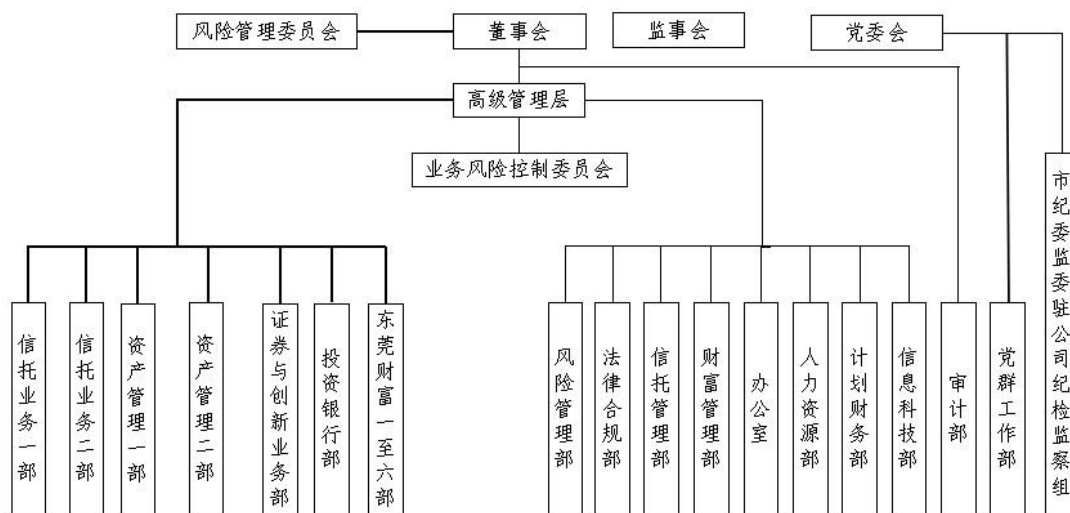 风险管理委员会
董事会
监事会
党委会
高级管理层
业务风险控制委员会
信托业务一部
信托业务二部
资产管理一部
资产管理二部
证券与创新业务部
投资银行部
东莞财富一至六部
风险管理部
法律合规部
信托管理部
财富管理部
办公室
人力资源部
计划财务部
信息科技部
审计部
党群工作部
市纪委监委驻公司纪检监察组